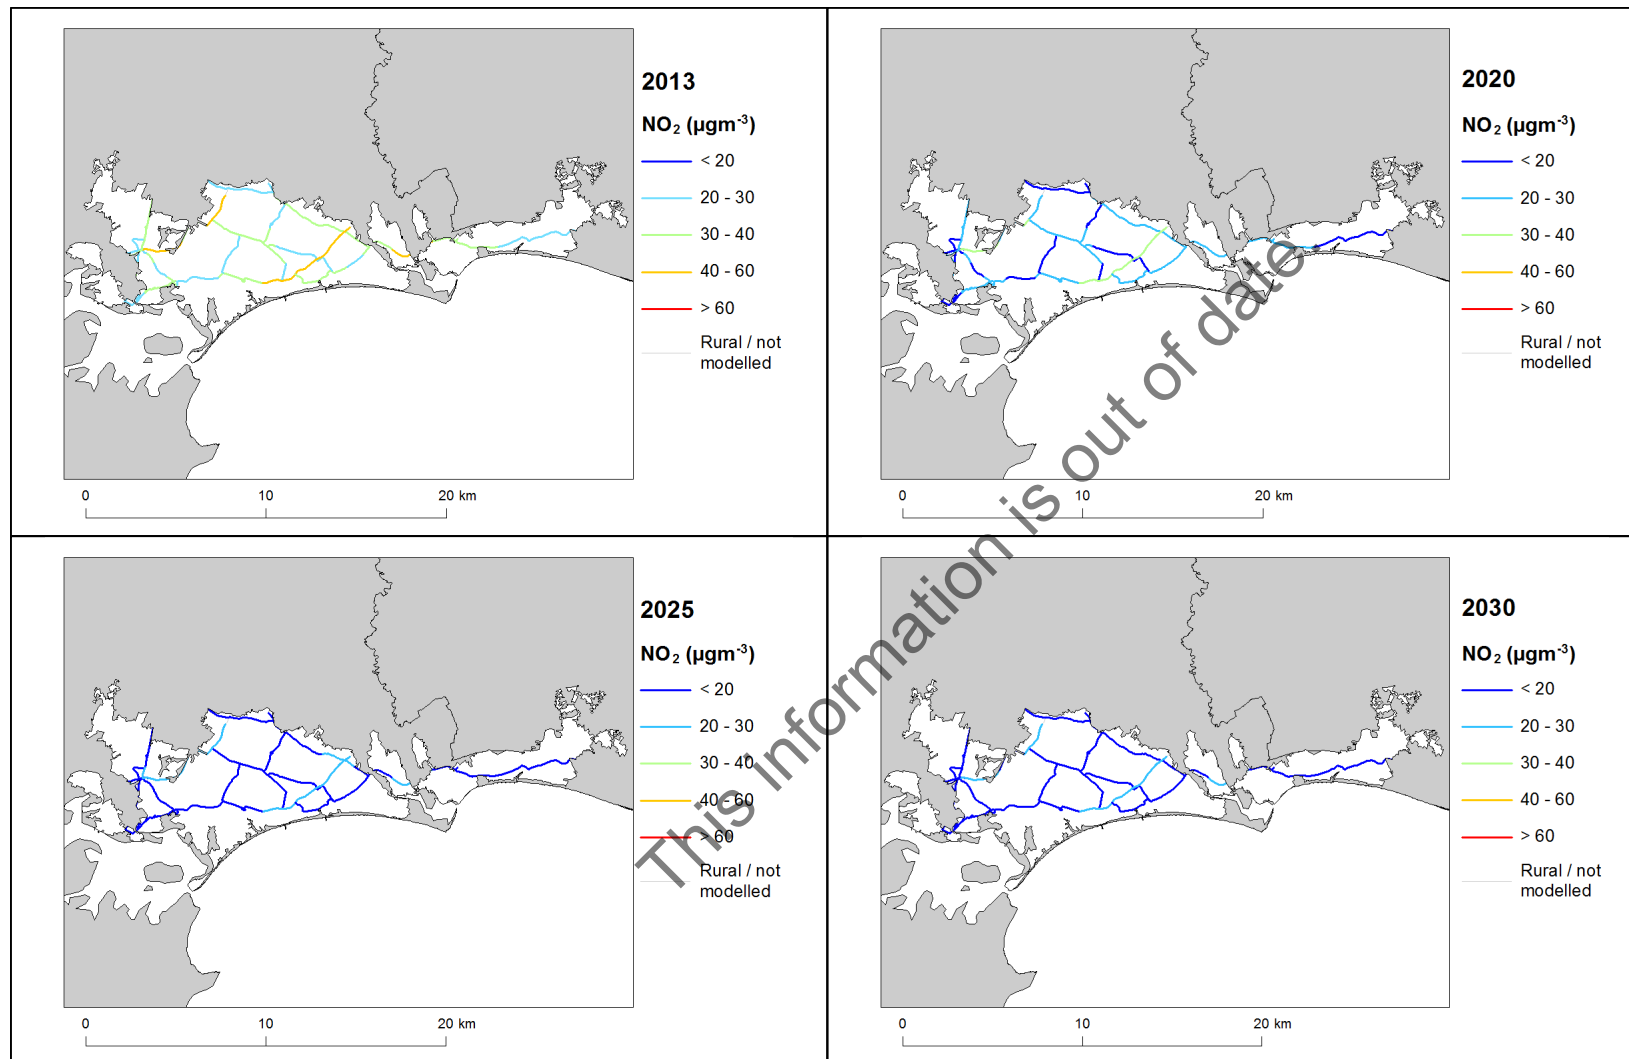 2013
NO₂ (µgm⁻³)
< 20
20 - 30
30 - 40
40 - 60
> 60
Rural / not
modelled
0 10 20 km
2020
NO₂ (µgm⁻³)
< 20
20 - 30
30 - 40
40 - 60
> 60
Rural / not
modelled
0 10 20 km
2025
NO₂ (µgm⁻³)
< 20
20 - 30
30 - 40
40 - 60
> 60
Rural / not
modelled
0 10 20 km
2030
NO₂ (µgm⁻³)
< 20
20 - 30
30 - 40
40 - 60
> 60
Rural / not
modelled
0 10 20 km
This information is out of date.